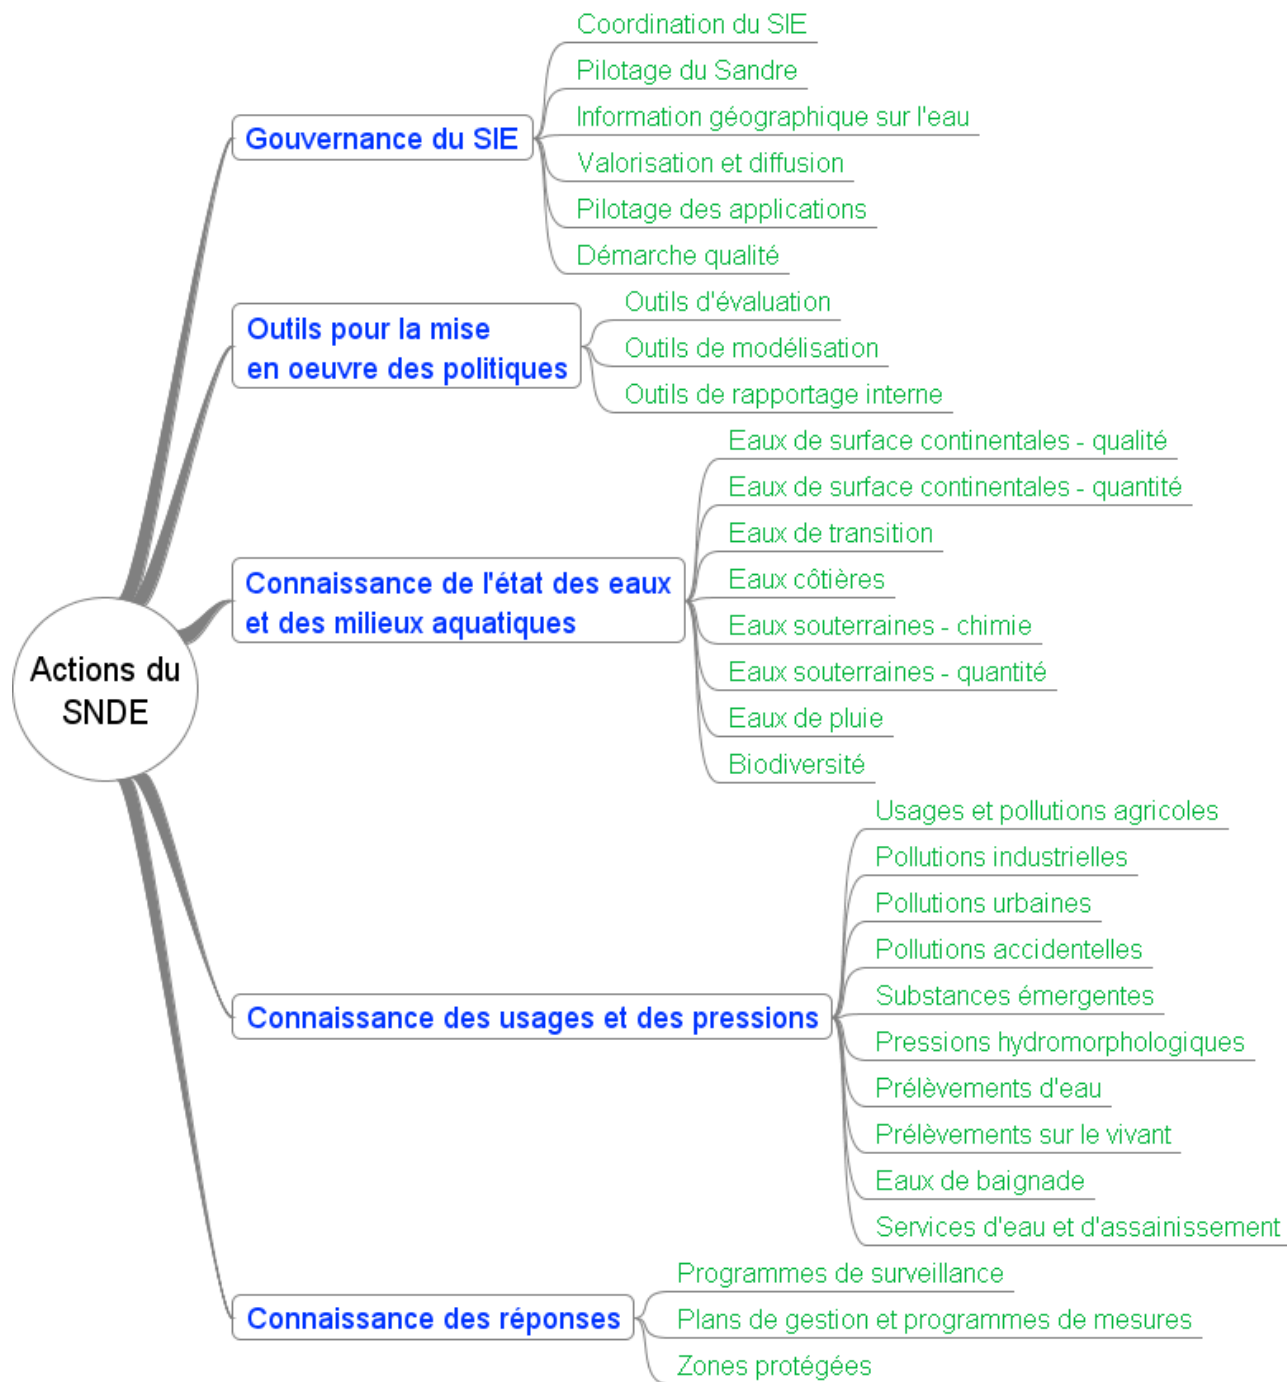 Actions du
SNDE
Gouvernance du SIE
Coordination du SIE
Pilotage du Sandre
Information géographique sur l'eau
Valorisation et diffusion
Pilotage des applications
Démarche qualité
Outils pour la mise
en oeuvre des politiques
Outils d'évaluation
Outils de modélisation
Outils de rapportage interne
Connaissance de l'état des eaux
et des milieux aquatiques
Eaux de surface continentales - qualité
Eaux de surface continentales - quantité
Eaux de transition
Eaux côtières
Eaux souterraines - chimie
Eaux souterraines - quantité
Eaux de pluie
Biodiversité
Connaissance des usages et des pressions
Usages et pollutions agricoles
Pollutions industrielles
Pollutions urbaines
Pollutions accidentelles
Substances émergentes
Pressions hydromorphologiques
Prélèvements d'eau
Prélèvements sur le vivant
Eaux de baignade
Services d'eau et d'assainissement
Connaissance des réponses
Programmes de surveillance
Plans de gestion et programmes de mesures
Zones protégées